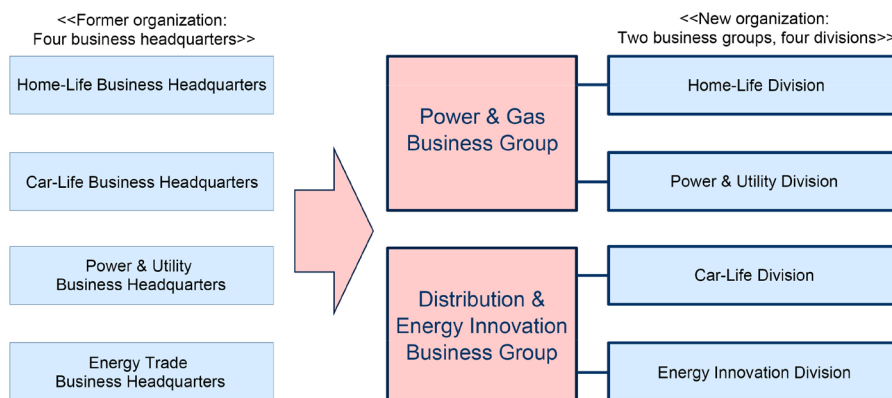 <<Former organization:
Four business headquarters>>
Home-Life Business Headquarters
Car-Life Business Headquarters
Power & Utility
Business Headquarters
Energy Trade
Business Headquarters
Power & Gas
Business Group
Distribution &
Energy Innovation
Business Group
<<New organization:
Two business groups, four divisions>>
Home-Life Division
Power & Utility Division
Car-Life Division
Energy Innovation Division